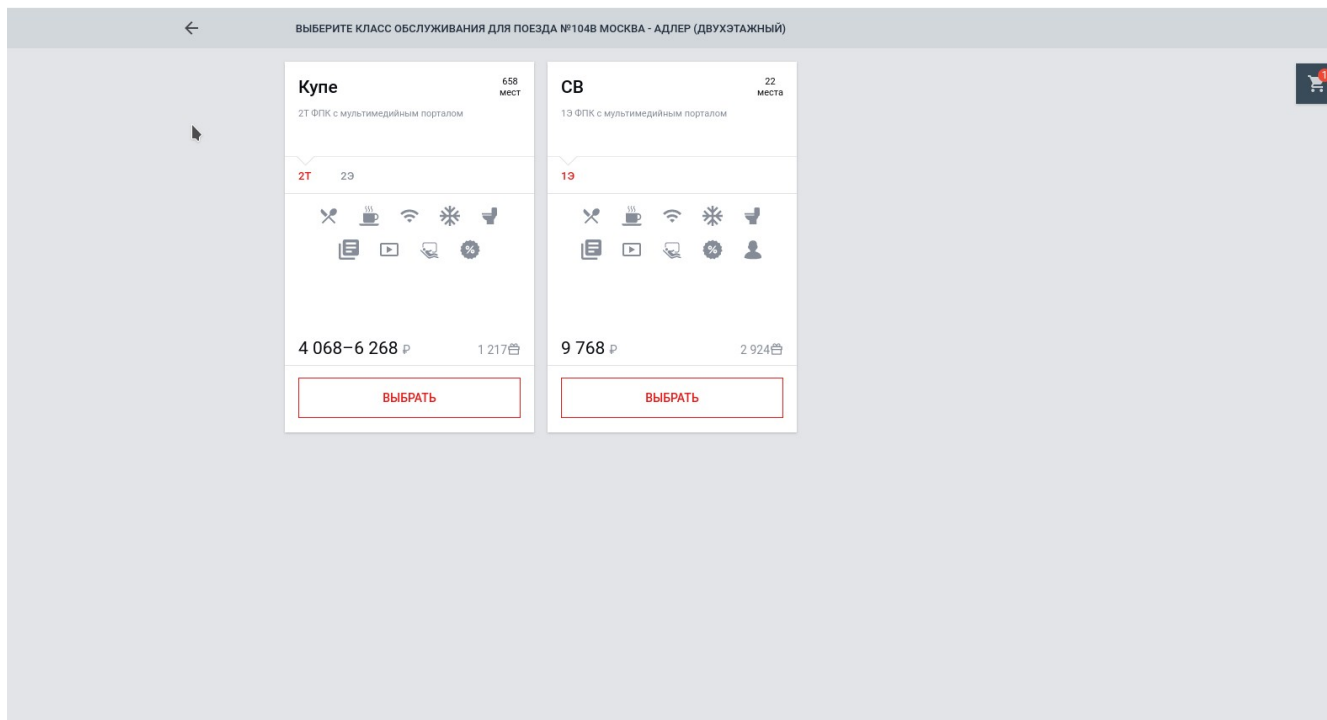 ВЫБЕРИТЕ КЛАСС ОБСЛУЖИВАНИЯ ДЛЯ ПОЕЗДА №104В МОСКВА - АДЛЕР (ДВУХЭТАЖНЫЙ)
1
Купе
658
мест
2Т ФПК с мультимедийным порталом
2Т 2Э
%
4 068–6 268 ₽ 1 217
ВЫБРАТЬ
СВ
22
места
1Э ФПК с мультимедийным порталом
1Э
%
9 768 ₽ 2 924
ВЫБРАТЬ